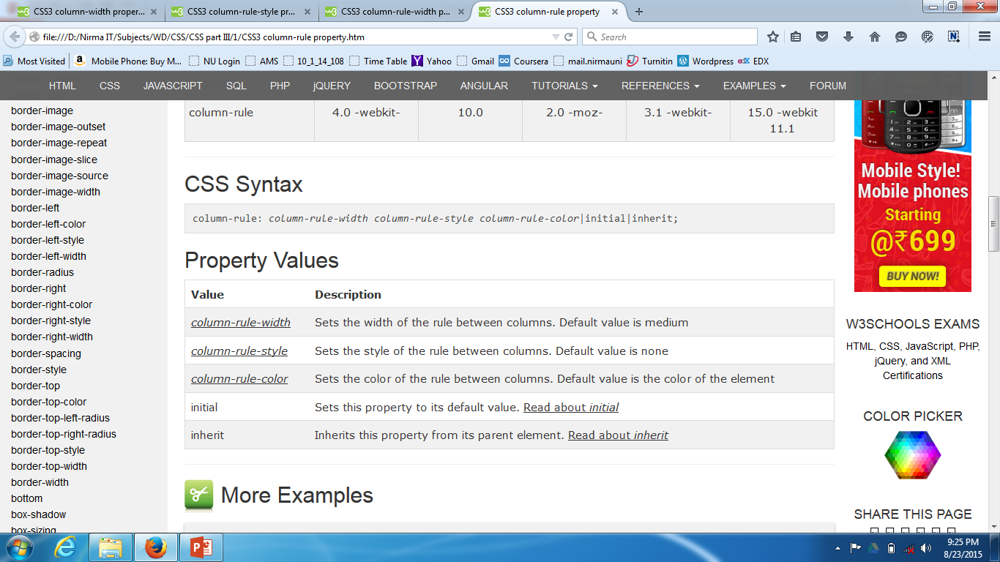 CSS3 column-width proper...
CSS3 column-rule-style pr...
CSS3 column-rule-width p...
CSS3 column-rule property
file:///D:/Nirma IT/Subjects/WD/CSS/CSS part III/1/CSS3 column-rule property.htm
Search
Most Visited
Mobile Phone: Buy M...
NU Login
AMS
10_1_14_108
Time Table
Yahoo
Gmail
Coursera
mail.nirmauni
Turnitin
Wordpress
EDX
HTML CSS JAVASCRIPT SQL PHP jQUERY BOOTSTRAP ANGULAR TUTORIALS REFERENCES EXAMPLES FORUM
border-image
border-image-outset
border-image-repeat
border-image-slice
border-image-source
border-image-width
border-left
border-left-color
border-left-style
border-left-width
border-radius
border-right
border-right-color
border-right-style
border-right-width
border-spacing
border-style
border-top
border-top-color
border-top-left-radius
border-top-right-radius
border-top-style
border-top-width
border-width
bottom
box-shadow
box-sizing
column-rule 4.0 -webkit- 10.0 2.0 -moz- 3.1 -webkit- 15.0 -webkit
11.1
CSS Syntax
column-rule: column-rule-width column-rule-style column-rule-color|initial|inherit;
Property Values
Value Description
column-rule-width Sets the width of the rule between columns. Default value is medium
column-rule-style Sets the style of the rule between columns. Default value is none
column-rule-color Sets the color of the rule between columns. Default value is the color of the element
initial Sets this property to its default value. Read about initial
inherit Inherits this property from its parent element. Read about inherit
More Examples
Mobile Style!
Mobile phones
Starting
@₹699
BUY NOW!
W3SCHOOLS EXAMS
HTML, CSS, JavaScript, PHP,
jQuery, and XML
Certifications
COLOR PICKER
SHARE THIS PAGE
9:25 PM
8/23/2015